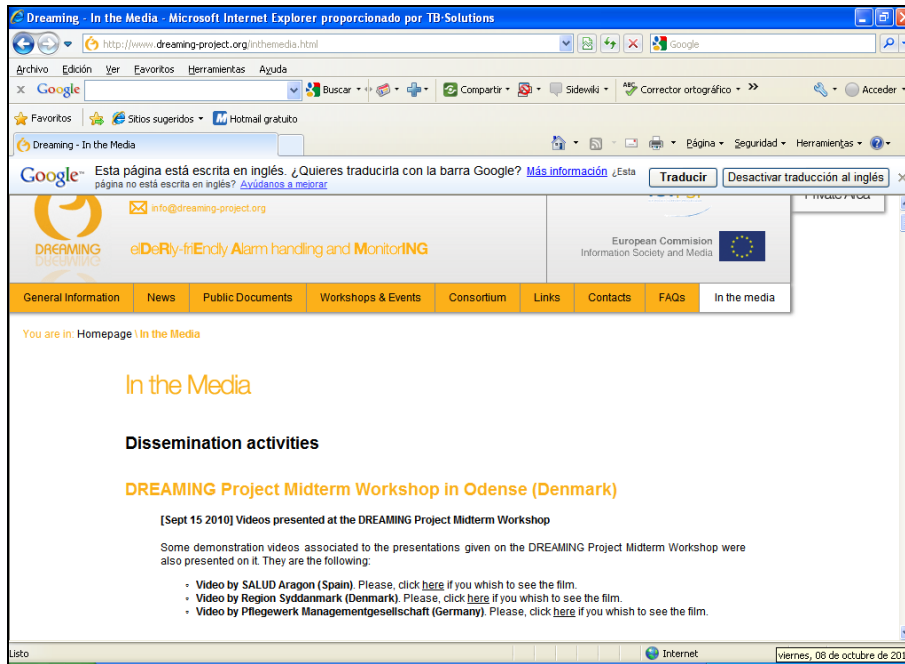 Dreaming - In the Media - Microsoft Internet Explorer proporcionado por TB·Solutions
http://www.dreaming-project.org/inthemedia.html
Google
Archivo Edición Ver Favoritos Herramientas Ayuda
x Google Buscar Compartir Sidewiki Corrector ortográfico Acceder
Favoritos Sitios sugeridos Hotmail gratuito
Dreaming - In the Media Página Seguridad Herramientas
Google Esta página está escrita en inglés. ¿Quieres traducirla con la barra Google? Más información ¿Esta
página no está escrita en inglés? Ayúdanos a mejorar
Traducir Desactivar traducción al inglés
Private Area
info@dreaming-project.org
DREAMING elDeRly-friEndly Alarm handling and MonitorING
European Commision
Information Society and Media
General Information News Public Documents Workshops & Events Consortium Links Contacts FAQs In the media
You are in: Homepage \ In the Media
In the Media
Dissemination activities
DREAMING Project Midterm Workshop in Odense (Denmark)
[Sept 15 2010] Videos presented at the DREAMING Project Midterm Workshop
Some demonstration videos associated to the presentations given on the DREAMING Project Midterm Workshop were
also presented on it. They are the following:
Video by SALUD Aragon (Spain). Please, click here if you whish to see the film.
Video by Region Syddanmark (Denmark). Please, click here if you whish to see the film.
Video by Pflegewerk Managementgesellschaft (Germany). Please, click here if you whish to see the film.
Listo Internet viernes, 08 de octubre de 201